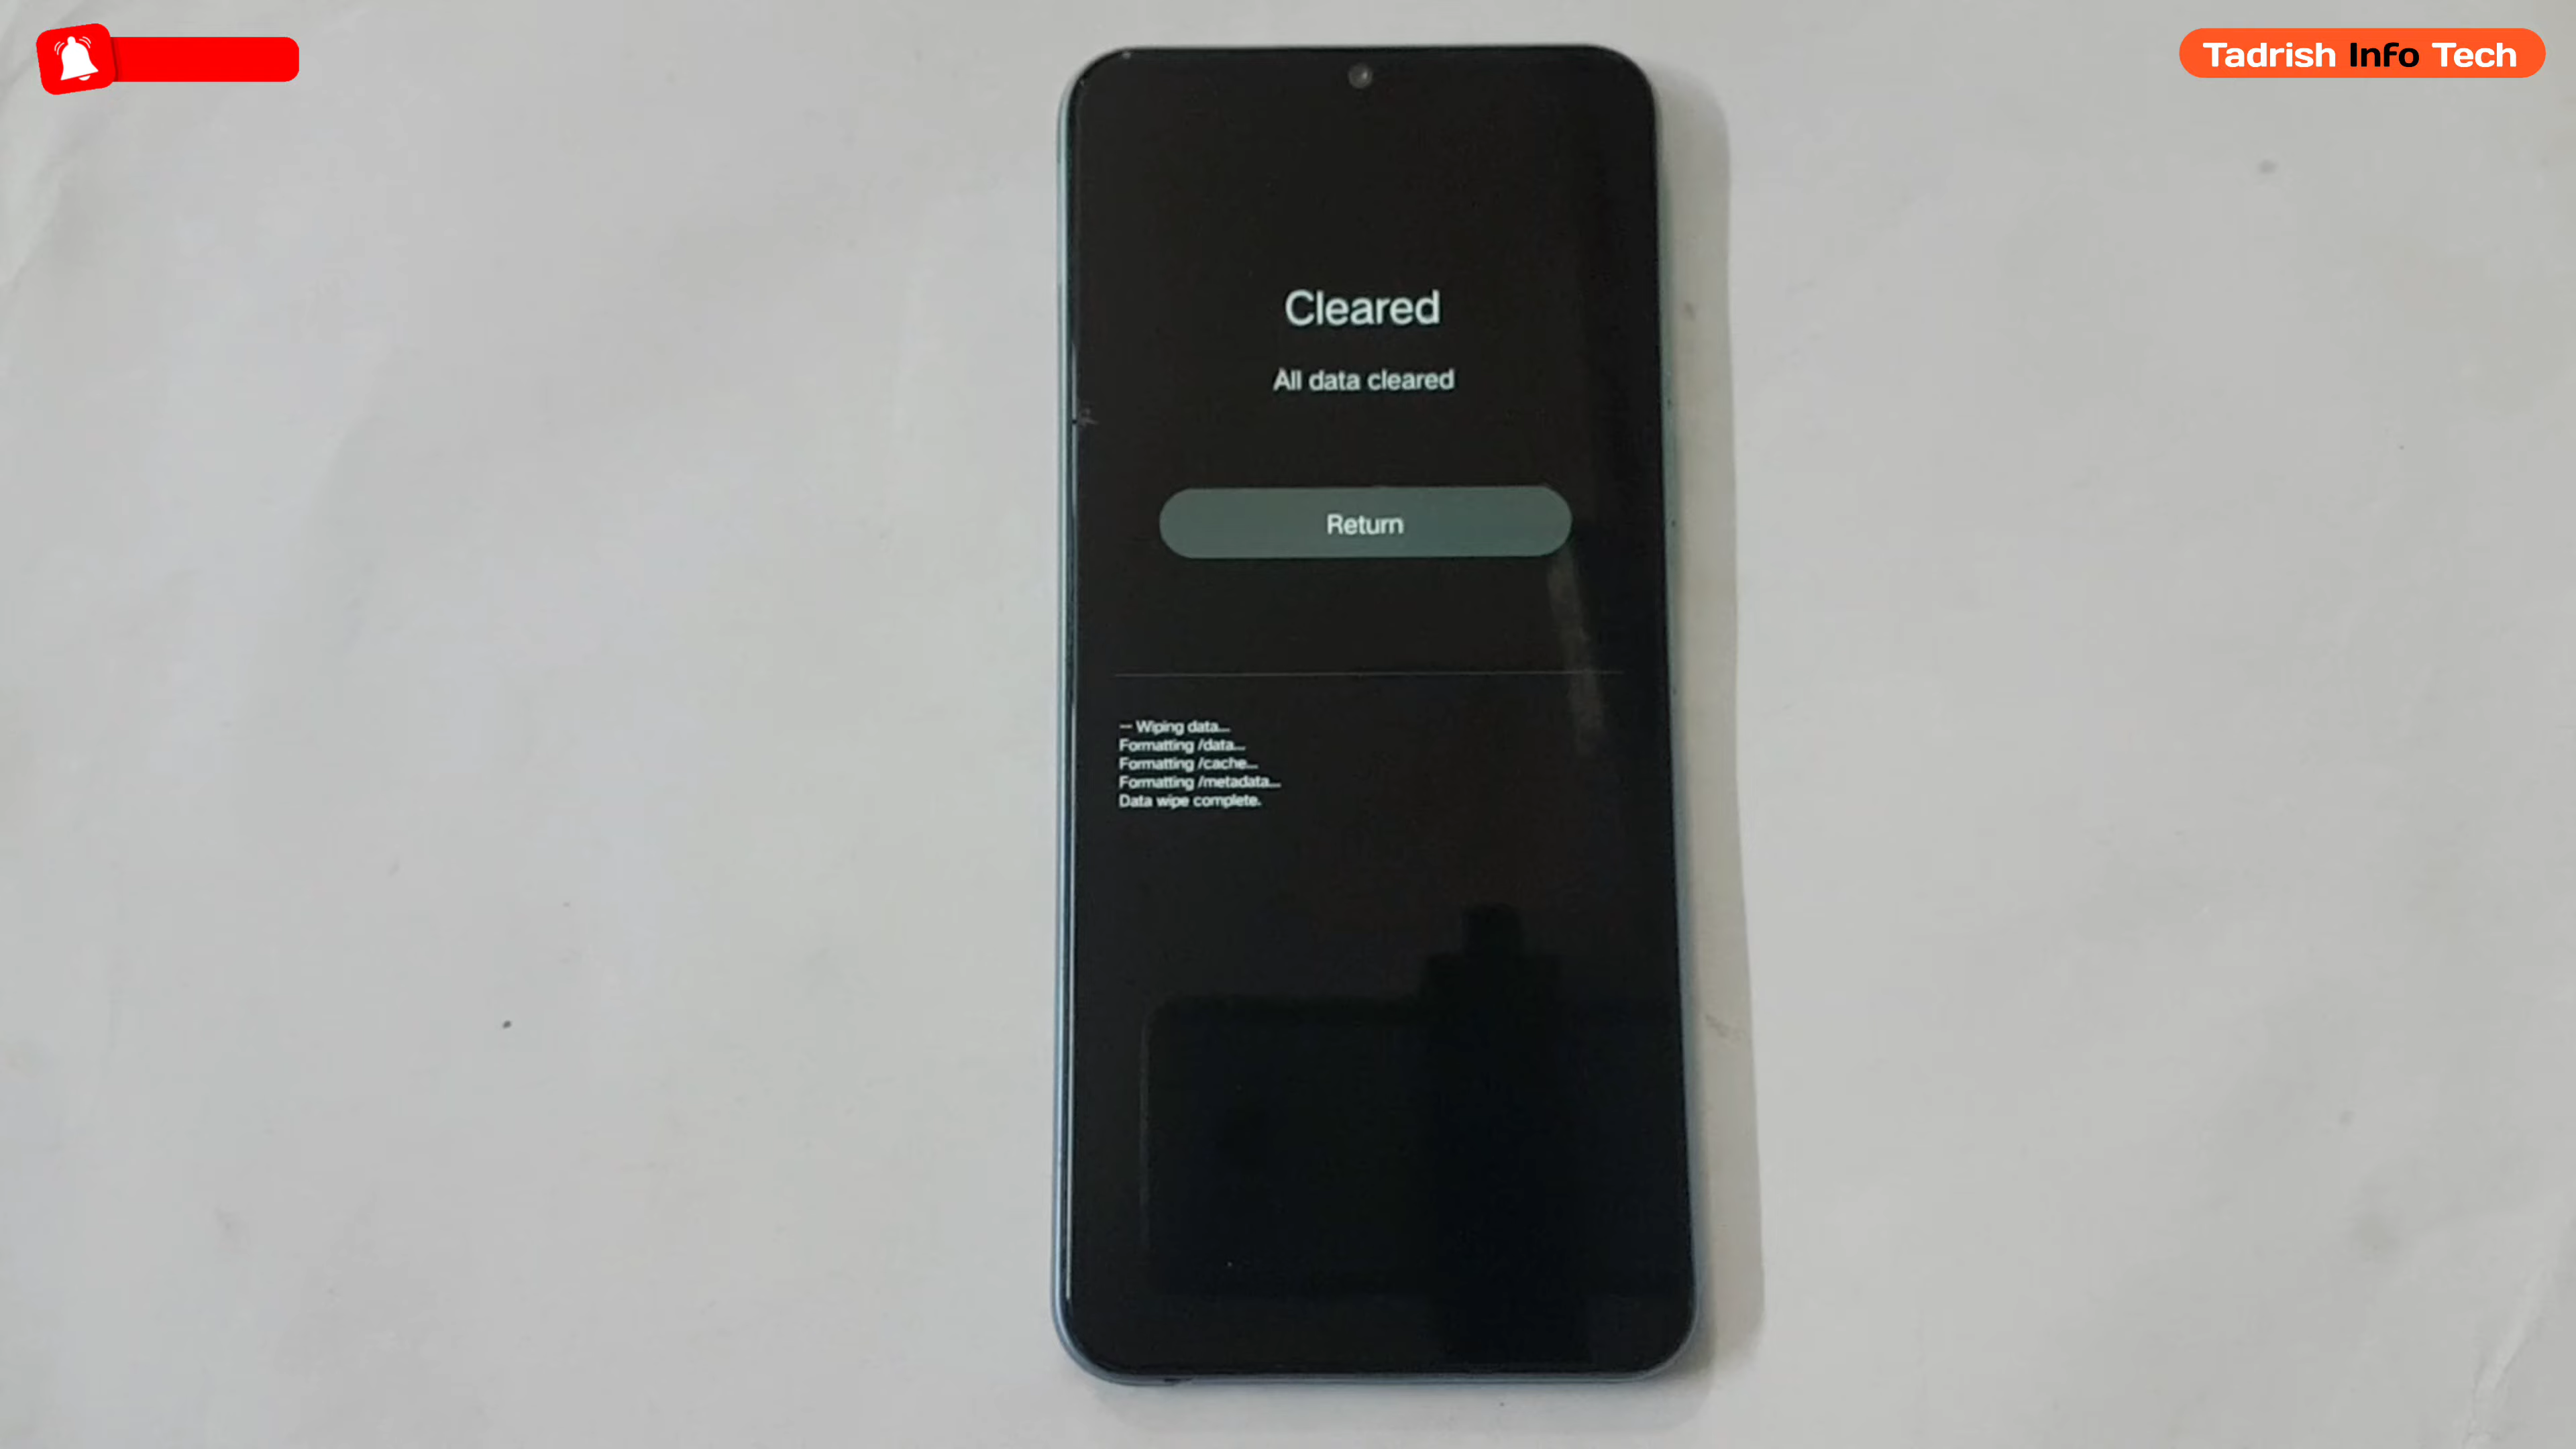 Tadrish Info Tech
Cleared
All data cleared
Return
-- Wiping data...
Formatting /data...
Formatting /cache...
Formatting /metadata...
Data wipe complete.